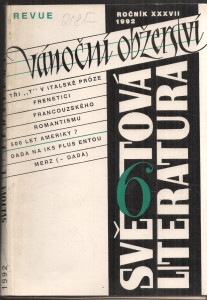 REVUE
ROČNÍK XXXVII
1992
Vánoční obžerství
TŘI „T“ V ITALSKÉ PRÓZE
FRENETICI
FRANCOUZSKÉHO
ROMANTISMU
500 LET AMERIKY ?
DADA NA IKS PLUS ENTOU
MERZ (= DADA)
6
SVĚTOVÁ
LITERATURA
1992